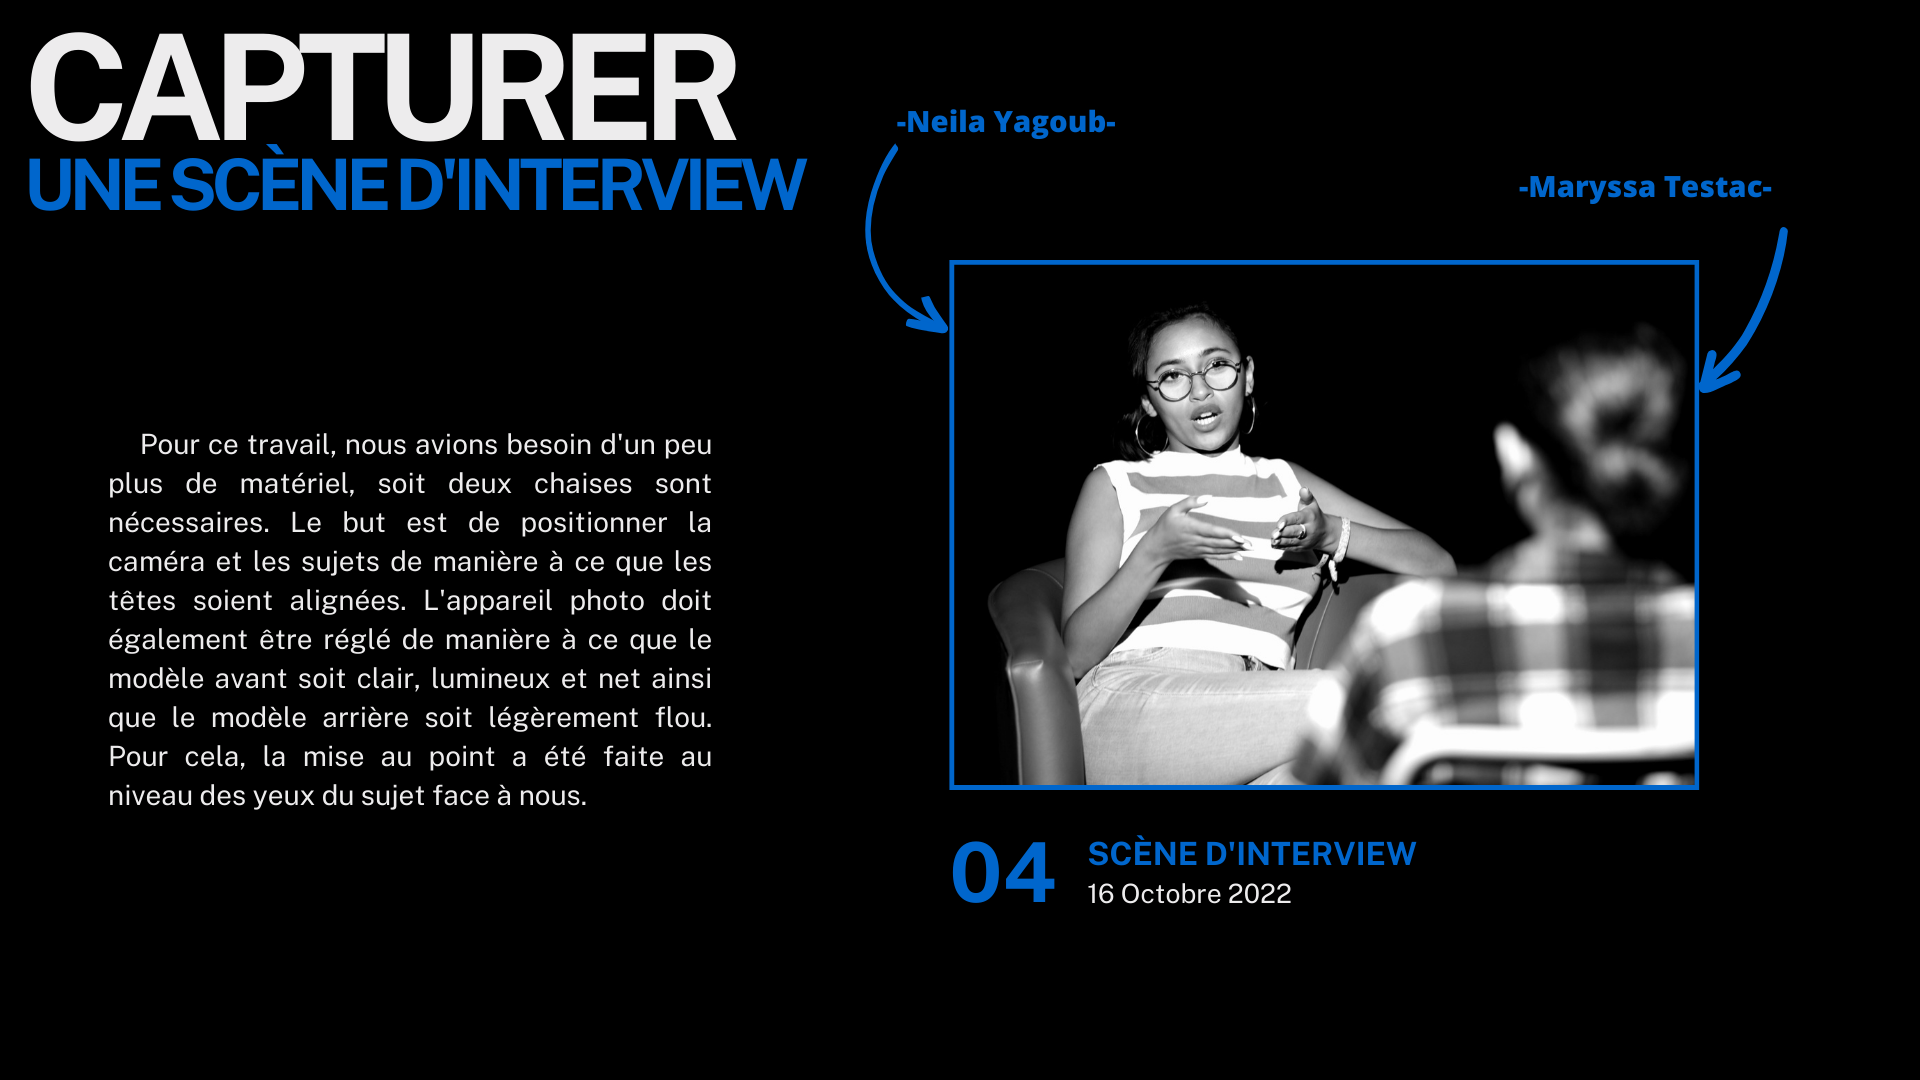 CAPTURER
UNE SCÈNE D'INTERVIEW
-Neila Yagoub-
-Maryssa Testac-
Pour ce travail, nous avions besoin d'un peu
plus de matériel, soit deux chaises sont
nécessaires. Le but est de positionner la
caméra et les sujets de manière à ce que les
têtes soient alignées. L'appareil photo doit
également être réglé de manière à ce que le
modèle avant soit clair, lumineux et net ainsi
que le modèle arrière soit légèrement flou.
Pour cela, la mise au point a été faite au
niveau des yeux du sujet face à nous.
04
SCÈNE D'INTERVIEW
16 Octobre 2022